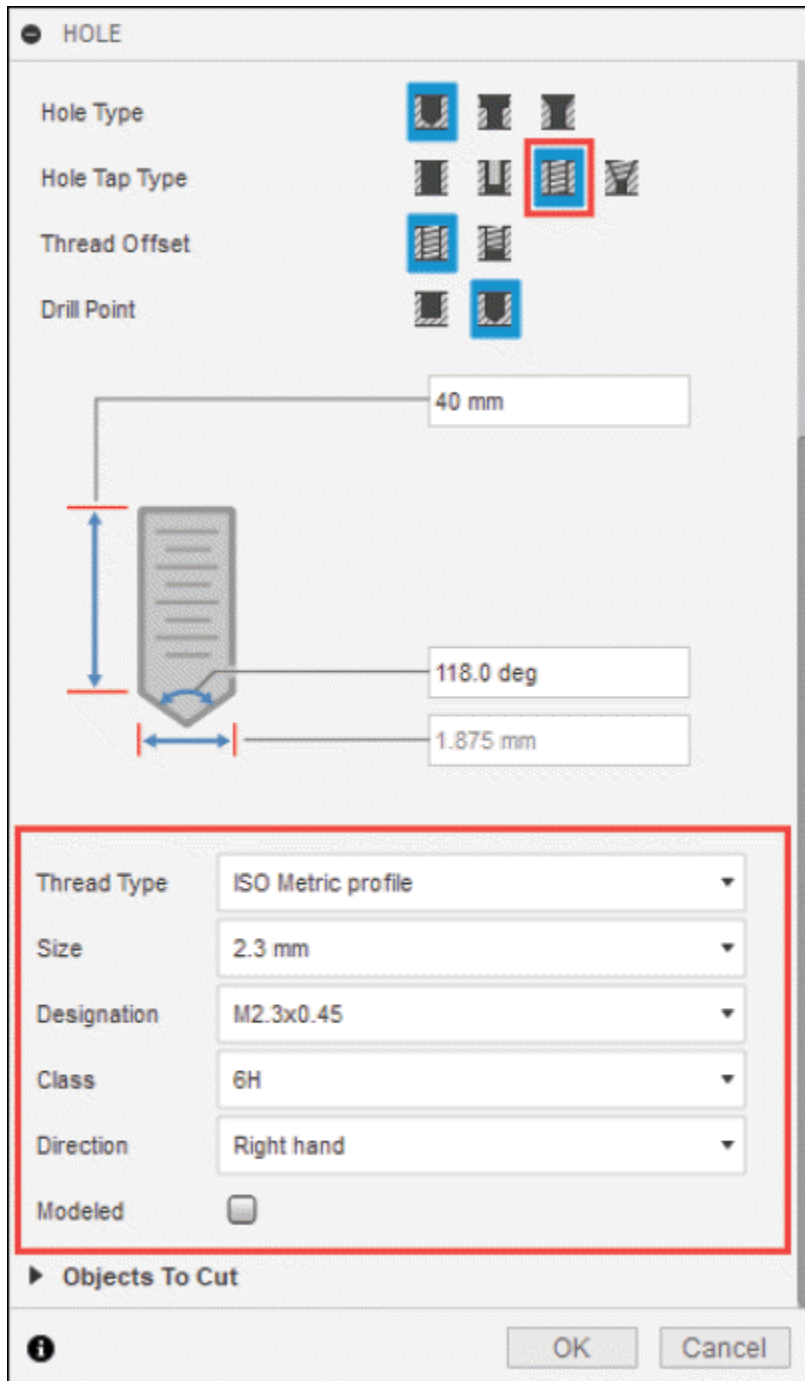 HOLE
Hole Type
Hole Tap Type
Thread Offset
Drill Point
40 mm
118.0 deg
1.875 mm
Thread Type ISO Metric profile
Size 2.3 mm
Designation M2.3x0.45
Class 6H
Direction Right hand
Modeled
Objects To Cut
OK Cancel